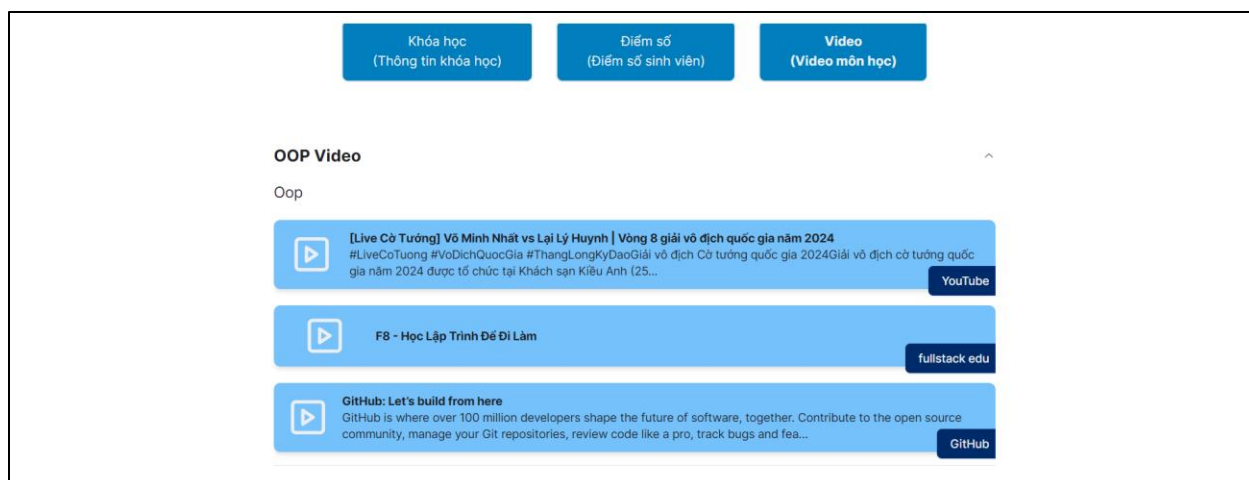 Khóa học
(Thông tin khóa học)
Điểm số
(Điểm số sinh viên)
Video
(Video môn học)
OOP Video
Oop
[Live Cờ Tướng] Võ Minh Nhất vs Lại Lý Huynh | Vòng 8 giải vô địch quốc gia năm 2024
#LiveCoTuong #VoDichQuocGia #ThangLongKyDaoGiải vô địch Cờ tướng quốc gia 2024Giải vô địch cờ tướng quốc
gia năm 2024 được tổ chức tại Khách sạn Kiều Anh (25...
YouTube
F8 - Học Lập Trình Để Đi Làm
fullstack edu
GitHub: Let's build from here
GitHub is where over 100 million developers shape the future of software, together. Contribute to the open source
community, manage your Git repositories, review code like a pro, track bugs and fea...
GitHub